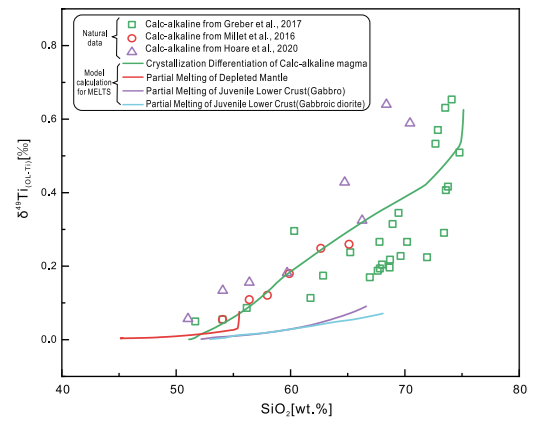 Natural
data
Calc-alkaline from Greber et al., 2017
Calc-alkaline from Millet et al., 2016
Calc-alkaline from Hoare et al., 2020
Model
calculation
for MELTS
Crystallization Differentiation of Calc-alkaline magma
Partial Melting of Depleted Mantle
Partial Melting of Juvenile Lower Crust(Gabbro)
Partial Melting of Juvenile Lower Crust(Gabbroic diorite)
δ⁴⁹Ti(OL-Ti)[‰]
0.8
0.6
0.4
0.2
0.0
40 50 60 70 80
SiO₂[wt.%]